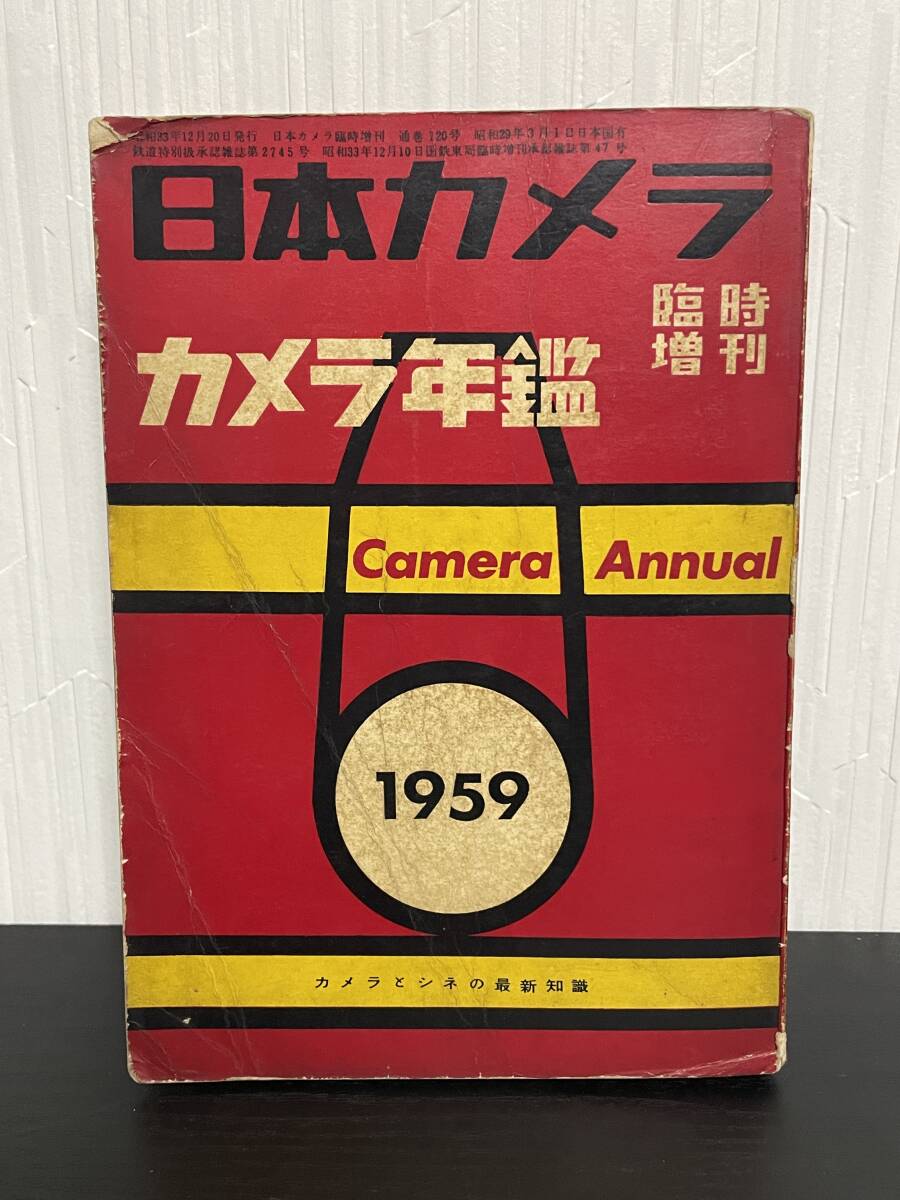 昭和33年12月20日発行 日本カメラ臨時増刊 通巻120号 昭和29年3月1日日本国有
鉄道特別扱承認雑誌第2745号 昭和33年12月10日国鉄東局臨時増刊承認雑誌第47号
日本カメラ
臨時
増刊
カメラ年鑑
Camera Annual
1959
カメラとシネの最新知識